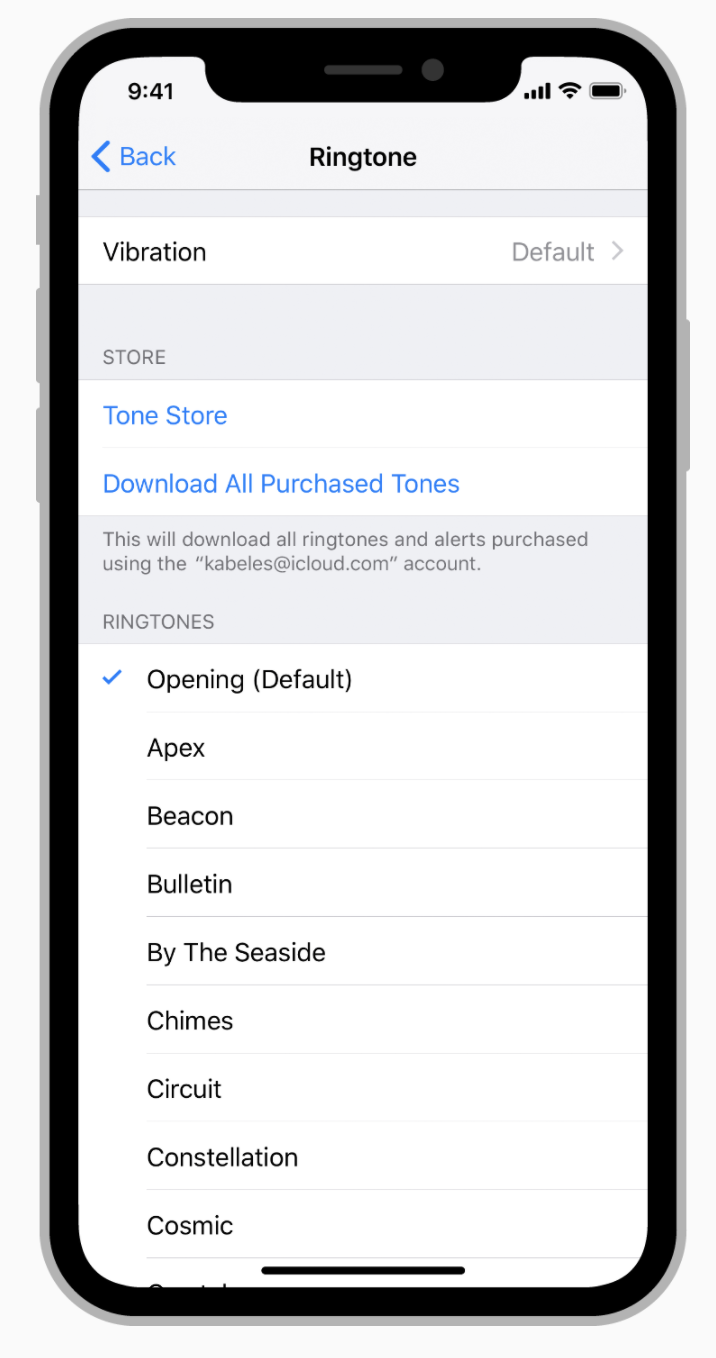 9:41
Back
Ringtone
Vibration
Default
STORE
Tone Store
Download All Purchased Tones
This will download all ringtones and alerts purchased
using the “kabeles@icloud.com” account.
RINGTONES
Opening (Default)
Apex
Beacon
Bulletin
By The Seaside
Chimes
Circuit
Constellation
Cosmic